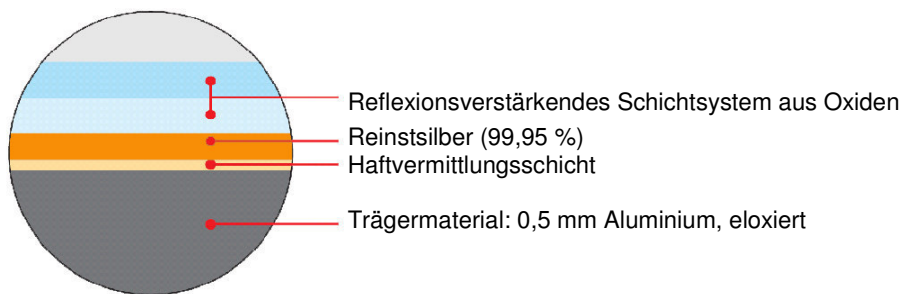 Reflexionsverstärkendes Schichtsystem aus Oxiden
Reinstsilber (99,95 %)
Haftvermittlungsschicht
Trägermaterial: 0,5 mm Aluminium, eloxiert